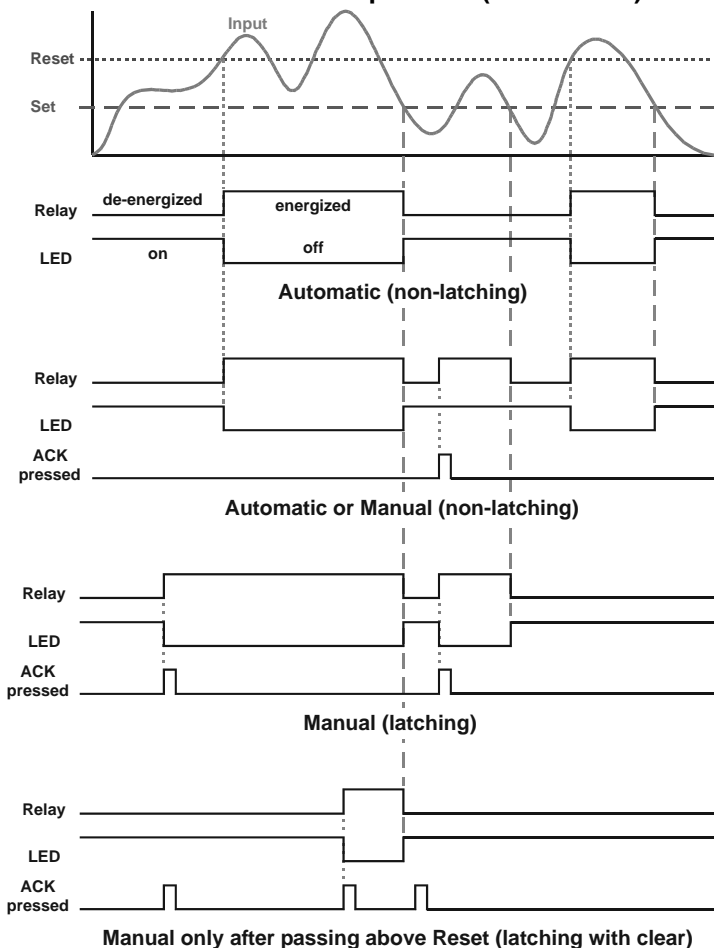 Input
Reset
Set
de-energized
energized
Relay
LED
on
off
Automatic (non-latching)
Relay
LED
ACK
pressed
Automatic or Manual (non-latching)
Relay
LED
ACK
pressed
Manual (latching)
Relay
LED
ACK
pressed
Manual only after passing above Reset (latching with clear)